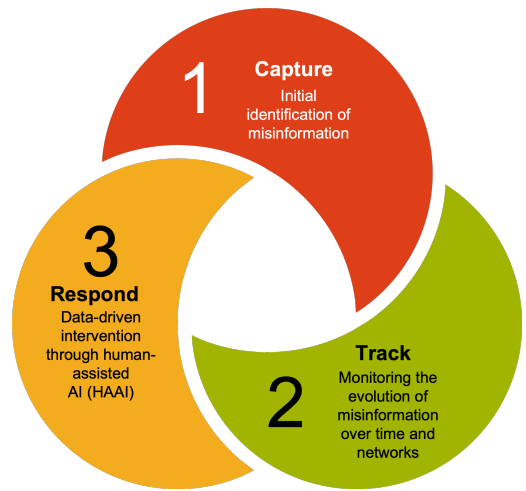 1
Capture
Initial
identification of
misinformation
2
Track
Monitoring the
evolution of
misinformation
over time and
networks
3
Respond
Data-driven
intervention
through human-
assisted
AI (HAAI)